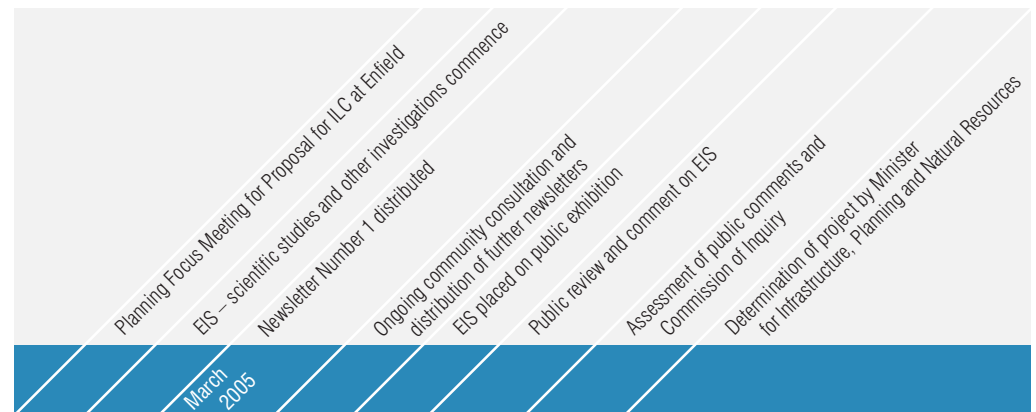 Planning Focus Meeting for Proposal for ILC at Enfield
EIS – scientific studies and other investigations commence
Newsletter Number 1 distributed
Ongoing community consultation and
distribution of further newsletters
EIS placed on public exhibition
Public review and comment on EIS
Assessment of public comments and
Commission of Inquiry
Determination of project by Minister
for Infrastructure, Planning and Natural Resources
March
2005